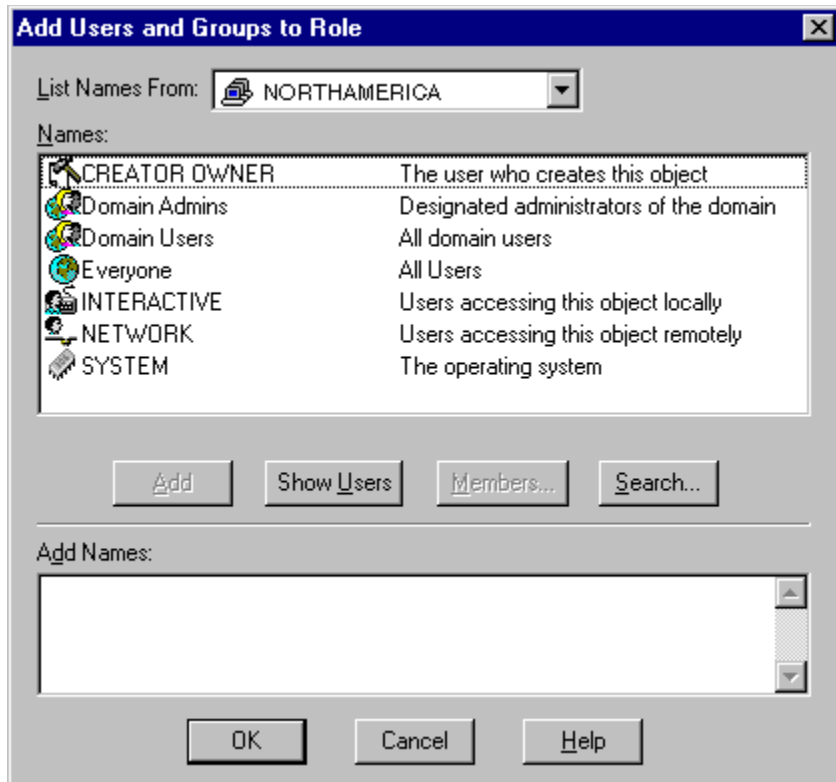 Add Users and Groups to Role
List Names From: NORTHAMERICA
Names:
CREATOR OWNER The user who creates this object
Domain Admins Designated administrators of the domain
Domain Users All domain users
Everyone All Users
INTERACTIVE Users accessing this object locally
NETWORK Users accessing this object remotely
SYSTEM The operating system
Add Show Users Members... Search...
Add Names:
OK Cancel Help